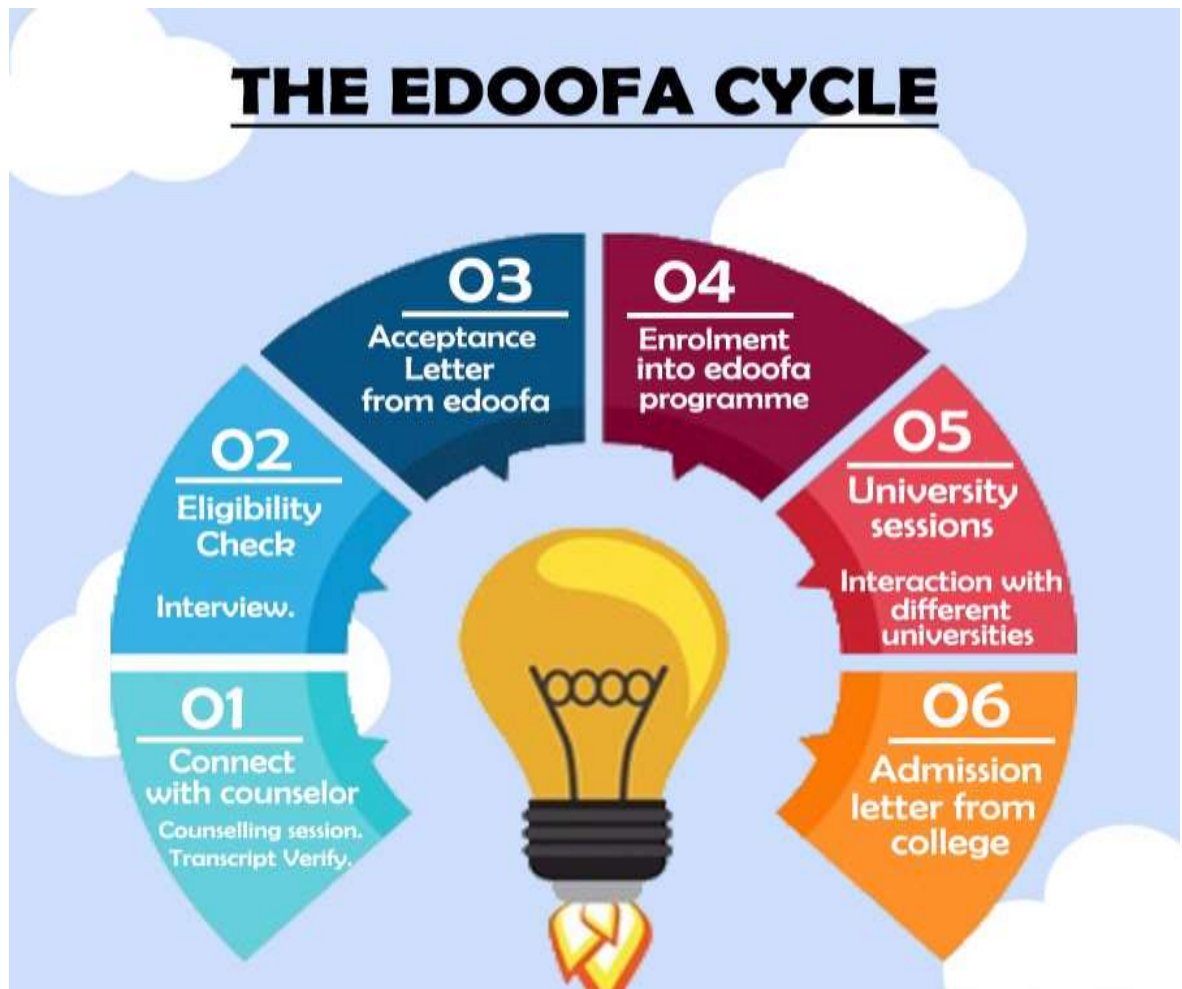 THE EDOOFA CYCLE
01
Connect
with counselor
Counselling session.
Transcript Verify.
02
Eligibility
Check
Interview.
03
Acceptance
Letter
from edoofa
04
Enrolment
into edoofa
programme
05
University
sessions
Interaction with
different
universities
06
Admission
letter from
college